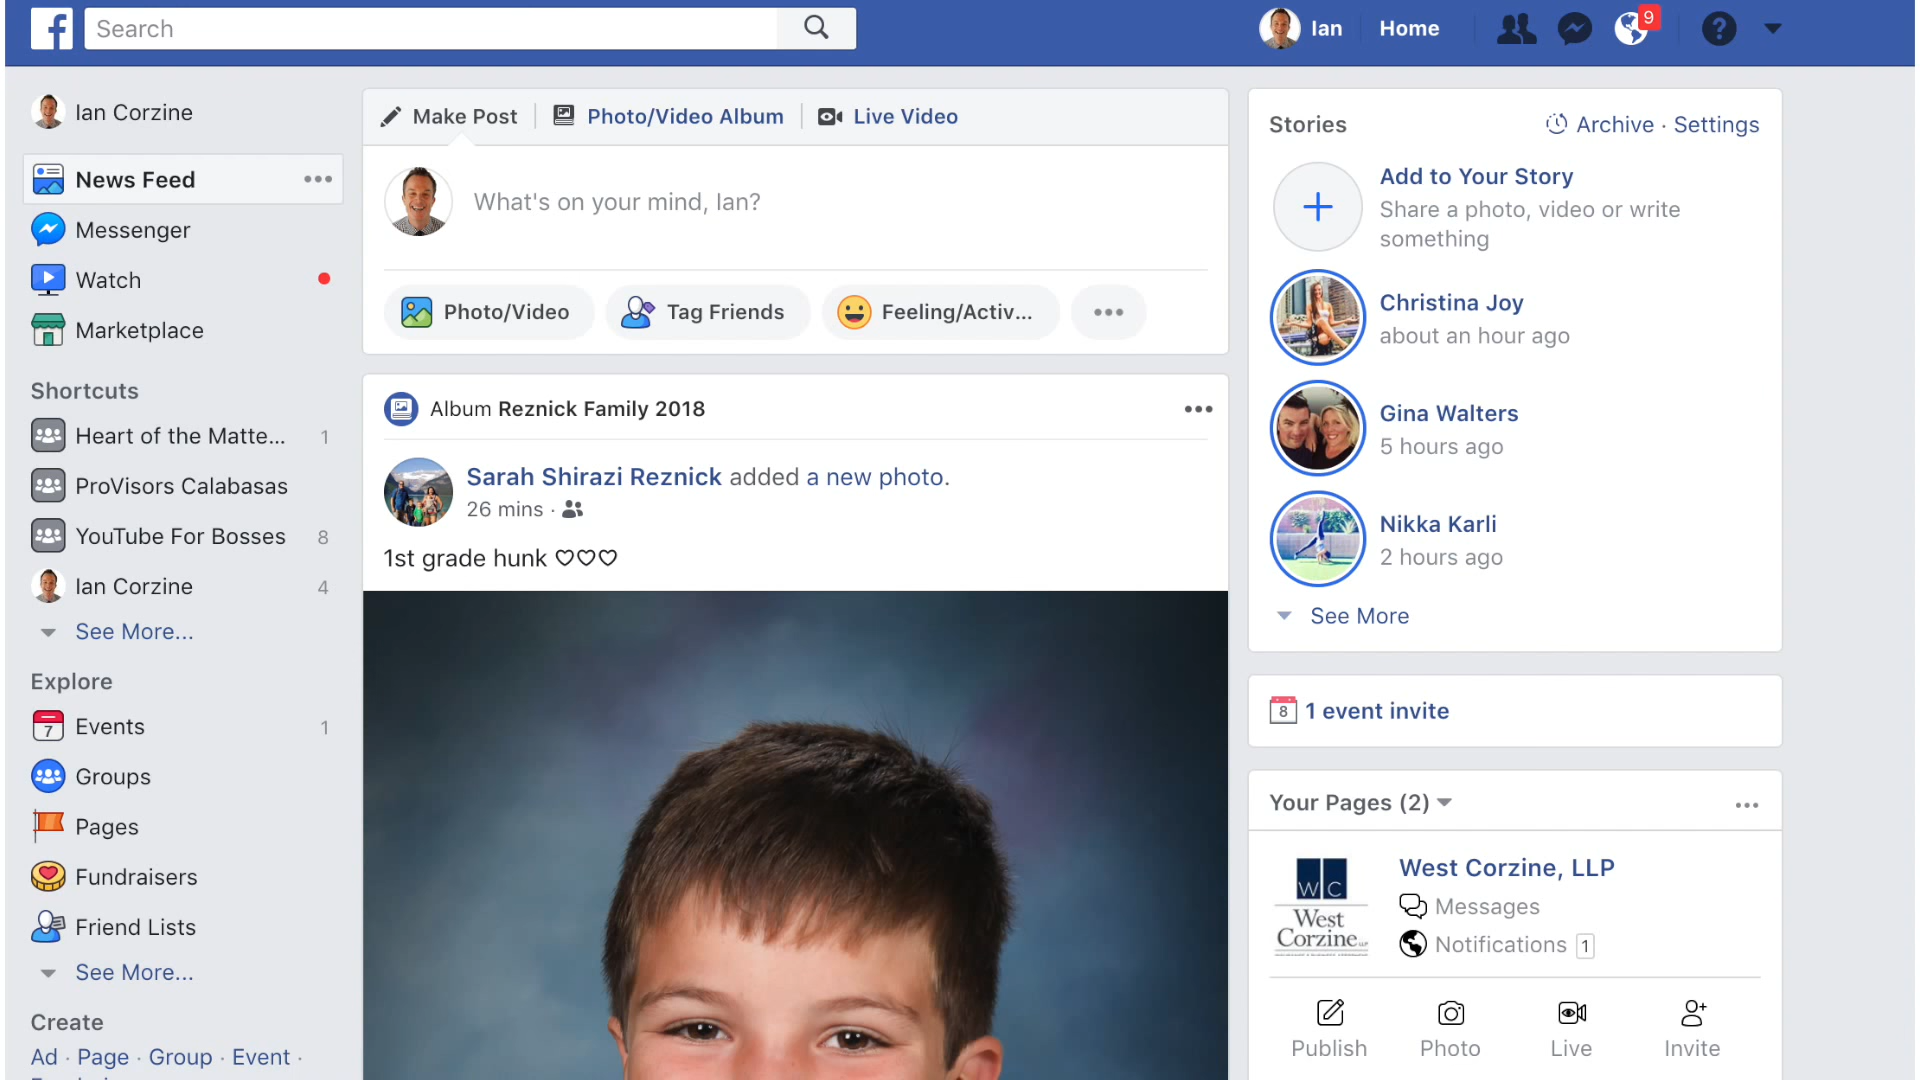 Search
Ian
Home
9
Ian Corzine
News Feed
Messenger
Watch
Marketplace
Shortcuts
Heart of the Matte... 1
ProVisors Calabasas
YouTube For Bosses 8
Ian Corzine 4
See More...
Explore
7
Events 1
Groups
Pages
Fundraisers
Friend Lists
See More...
Create
Ad · Page · Group · Event ·
Make Post
Photo/Video Album
Live Video
What's on your mind, Ian?
Photo/Video
Tag Friends
Feeling/Activ...
Album Reznick Family 2018
Sarah Shirazi Reznick added a new photo.
26 mins ·
1st grade hunk ♡♡♡
Stories
Archive · Settings
Add to Your Story
Share a photo, video or write
something
Christina Joy
about an hour ago
Gina Walters
5 hours ago
Nikka Karli
2 hours ago
See More
8
1 event invite
Your Pages (2)
WC
West
Corzine LLP
West Corzine, LLP
Messages
Notifications 1
Publish
Photo
Live
Invite